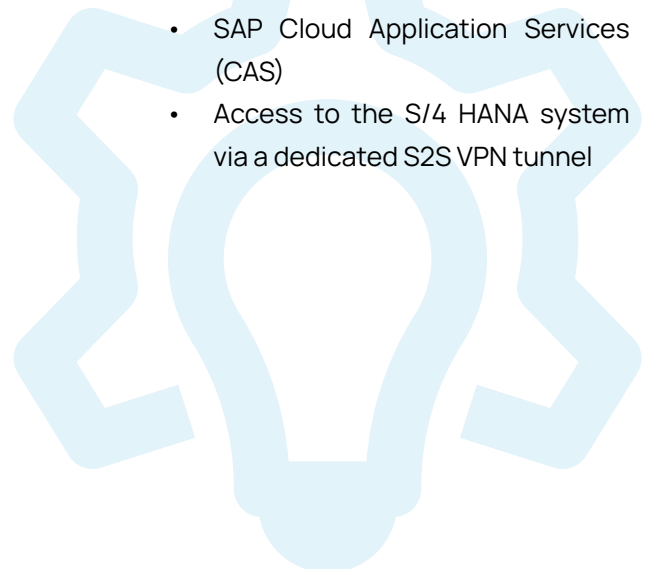 • SAP Cloud Application Services
(CAS)
• Access to the S/4 HANA system
via a dedicated S2S VPN tunnel